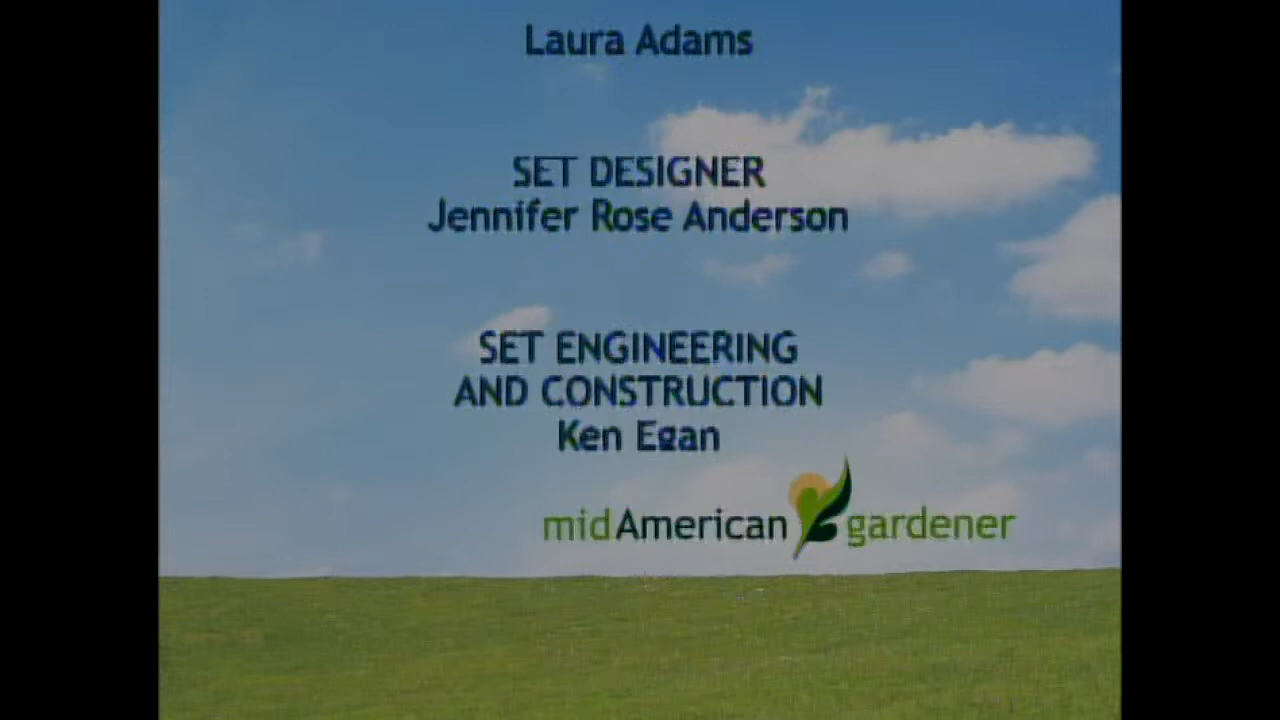 Laura Adams
SET DESIGNER
Jennifer Rose Anderson
SET ENGINEERING
AND CONSTRUCTION
Ken Egan
midAmerican gardener